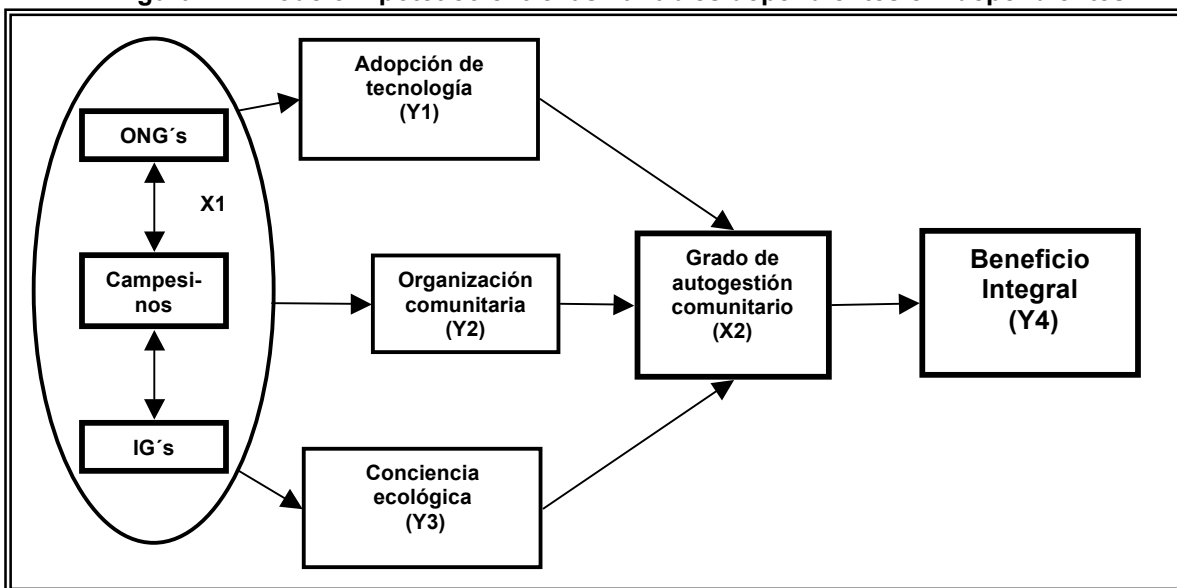 Adopción de
tecnología
(Y1)
ONG´s
X1
Campesi-
nos
IG´s
Organización
comunitaria
(Y2)
Conciencia
ecológica
(Y3)
Grado de
autogestión
comunitario
(X2)
Beneficio
Integral
(Y4)